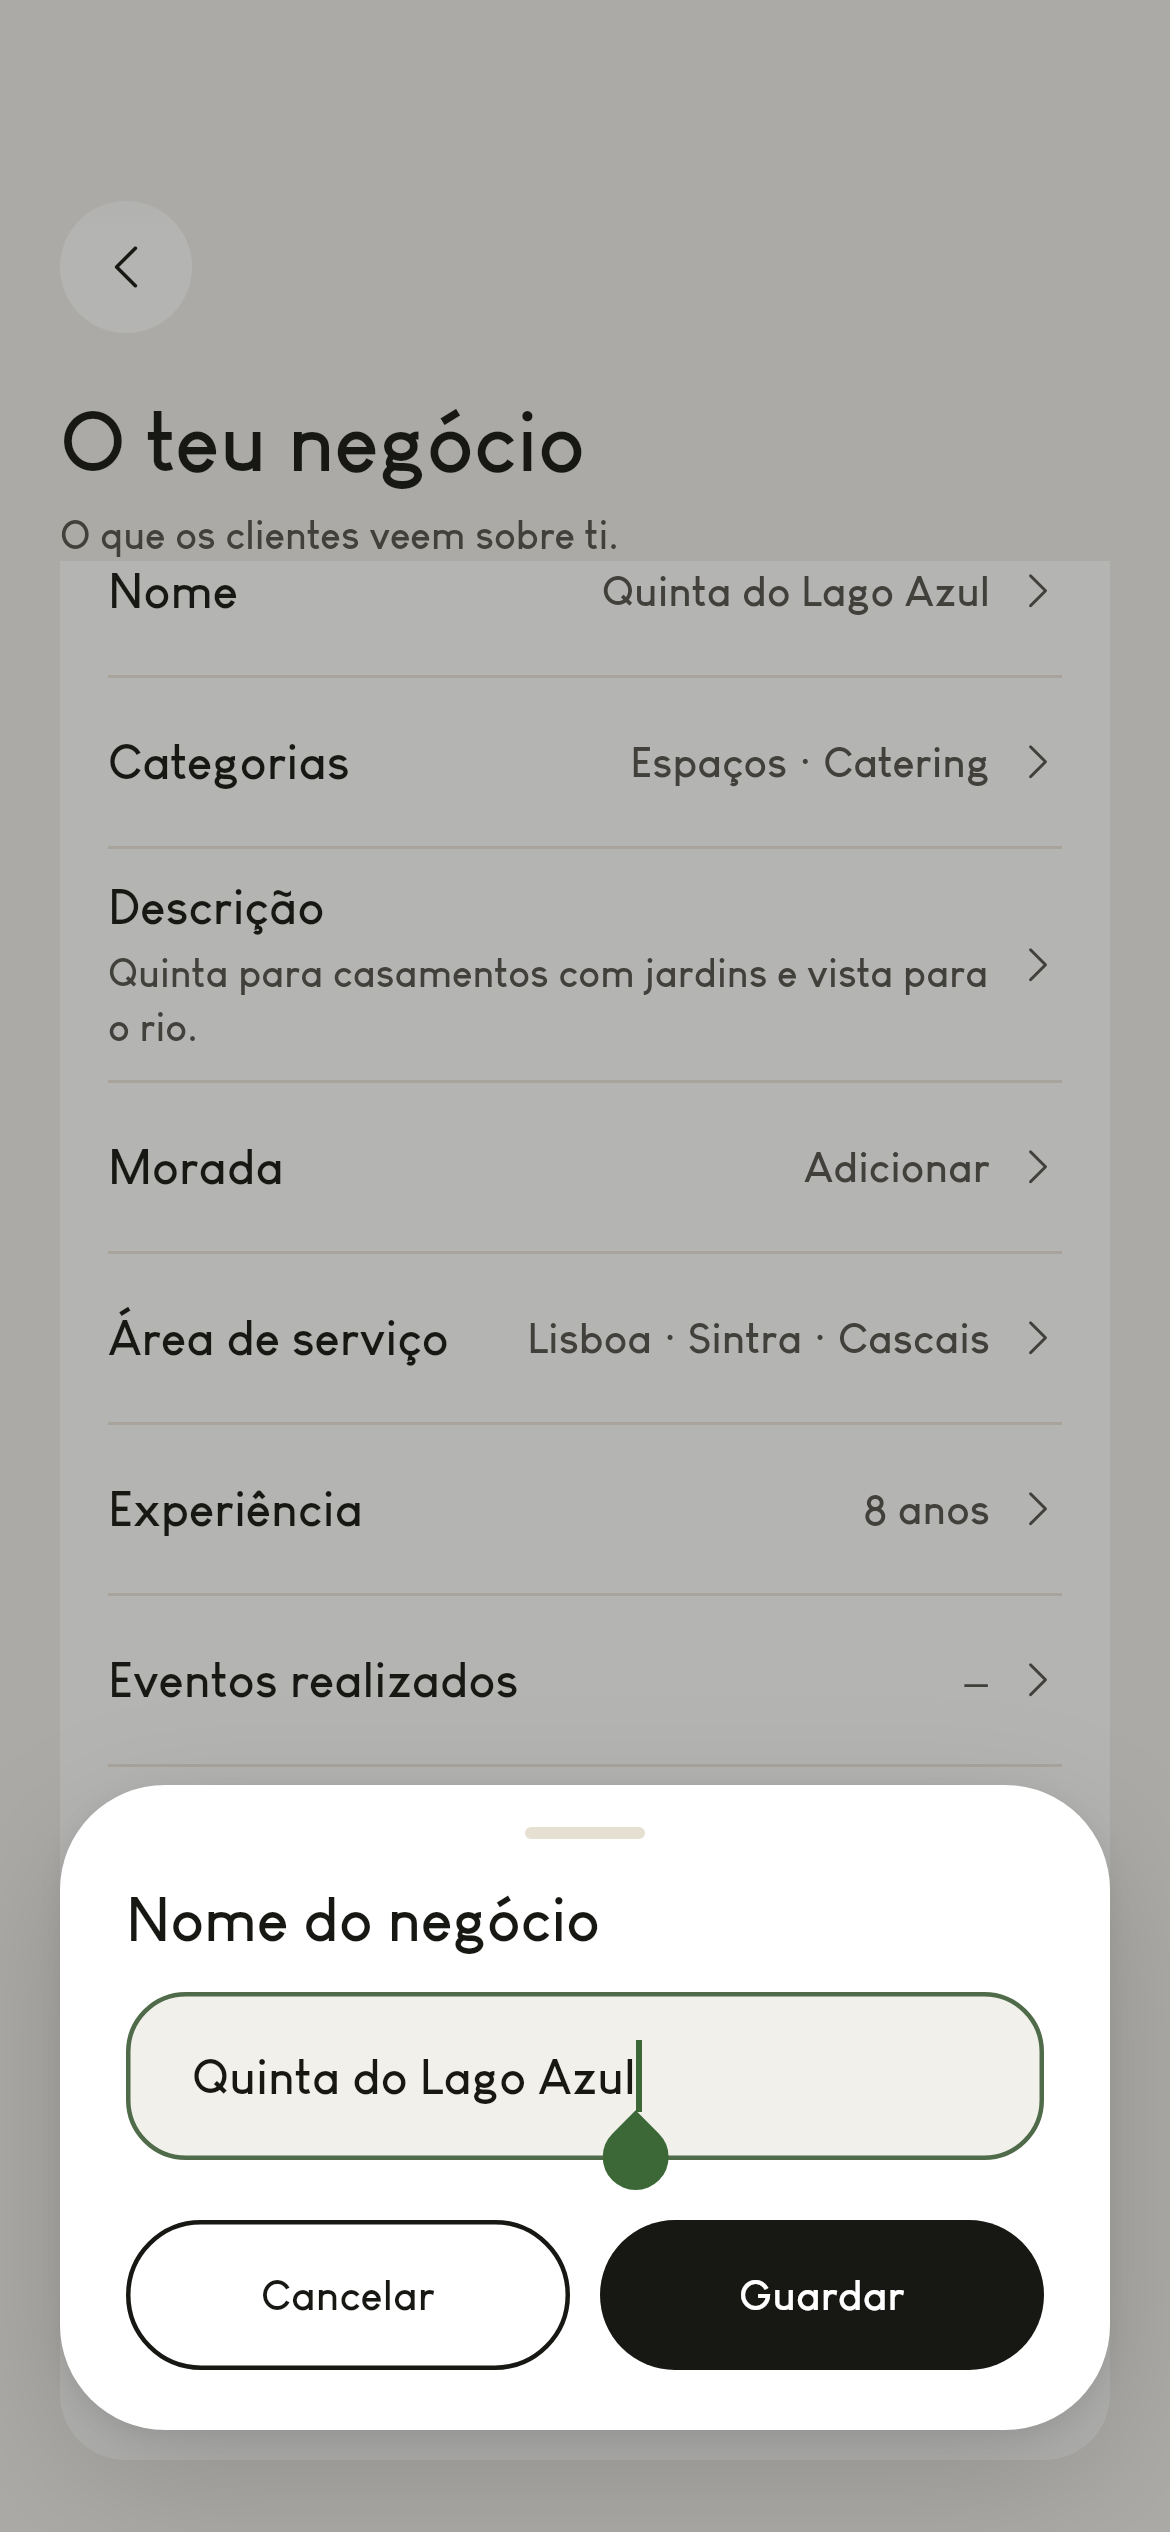 O teu negócio
O que os clientes veem sobre ti.
Nome Quinta do Lago Azul
Categorias Espaços · Catering
Descrição
Quinta para casamentos com jardins e vista para
o rio.
Morada Adicionar
Área de serviço Lisboa · Sintra · Cascais
Experiência 8 anos
Eventos realizados –
Nome do negócio
Quinta do Lago Azul
Cancelar Guardar